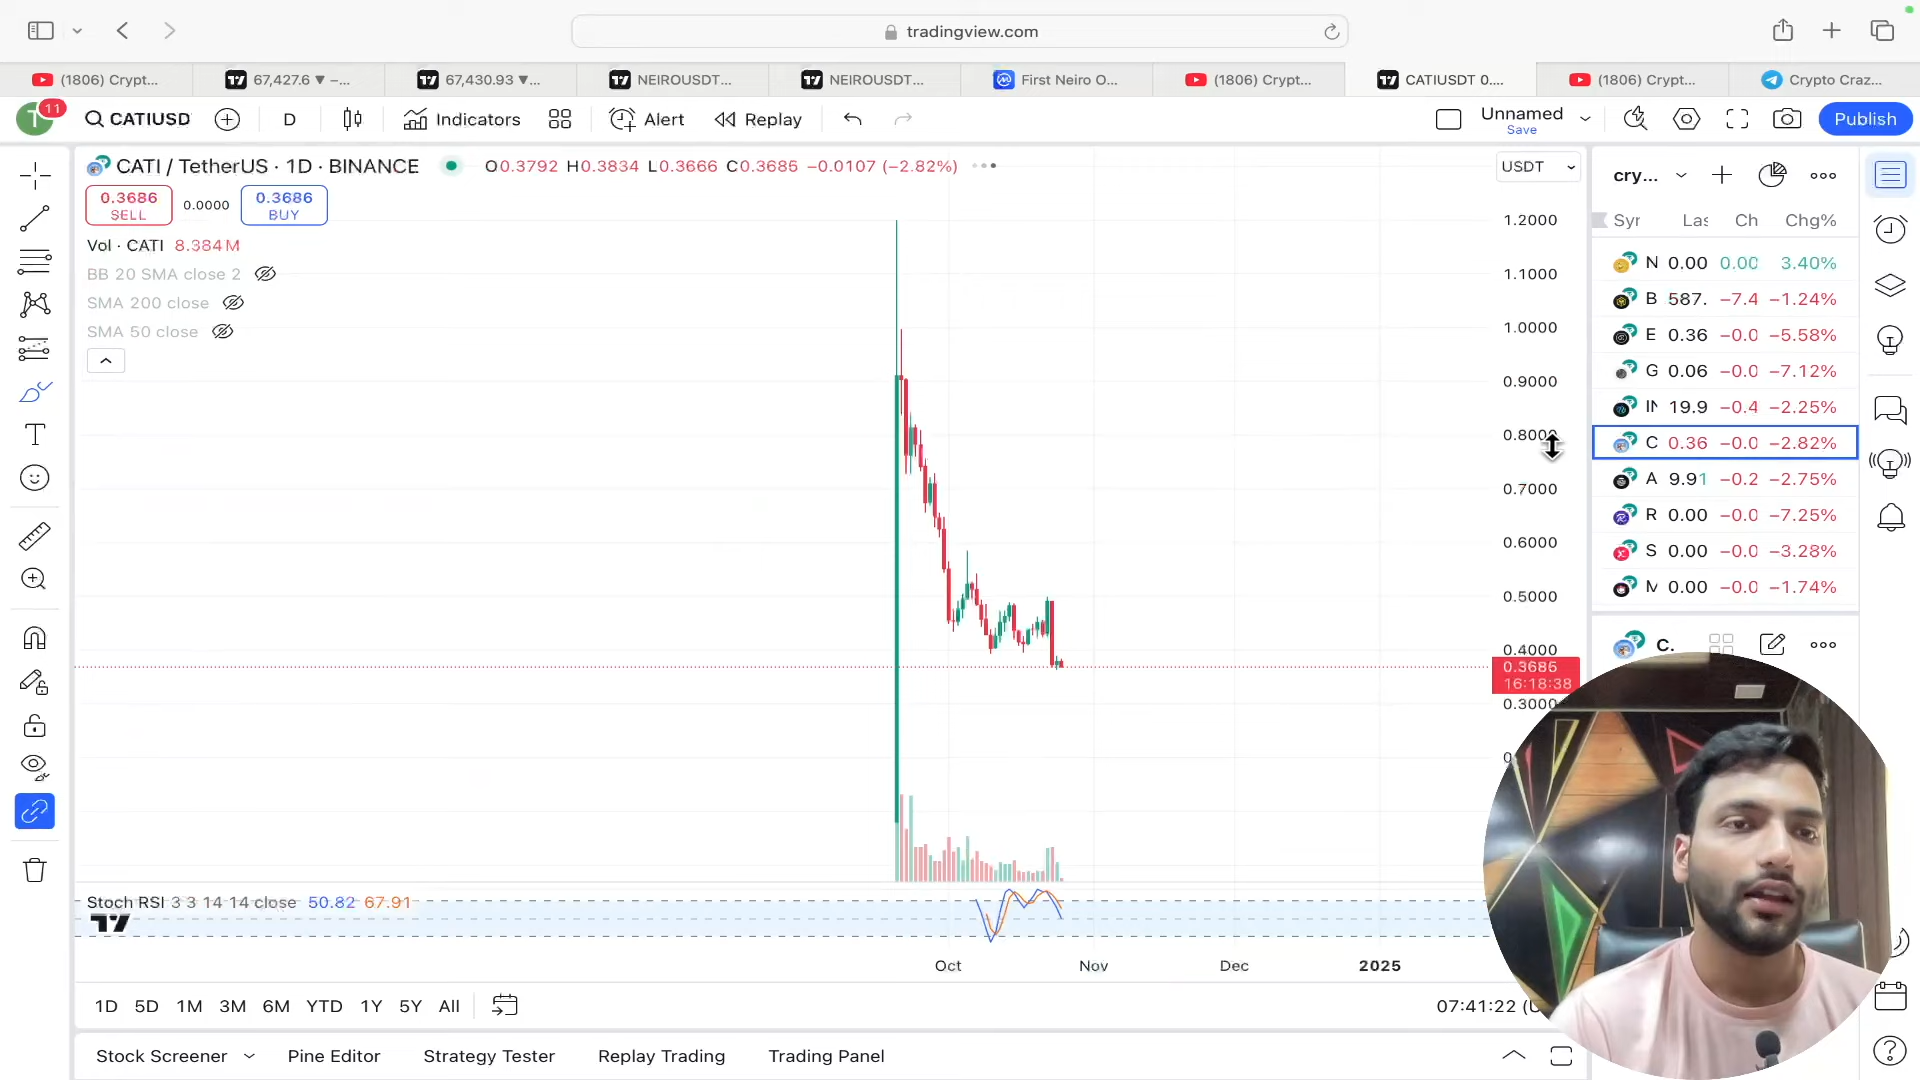 tradingview.com
(1806) Crypt...
67,427.6 ▼ −...
67,430.93 ▼...
NEIROUSDT...
NEIROUSDT...
First Neiro O...
(1806) Crypt...
CATIUSDT 0....
(1806) Crypt...
Crypto Craz...
T
11
CATIUSD
D
Indicators
Alert
Replay
Unnamed
Save
Publish
CATI / TetherUS · 1D · BINANCE
O0.3792 H0.3834 L0.3666 C0.3685 −0.0107 (−2.82%)
USDT
0.3686
SELL
0.0000
0.3686
BUY
Vol · CATI 8.384M
BB 20 SMA close 2
SMA 200 close
SMA 50 close
1.2000
1.1000
1.0000
0.9000
0.8000
0.7000
0.6000
0.5000
0.4000
0.3686
16:18:38
0.3000
cry...
Syr Las Ch Chg%
N 0.00 0.00 3.40%
B 587. −7.4 −1.24%
E 0.36 −0.0 −5.58%
G 0.06 −0.0 −7.12%
IN 19.9 −0.4 −2.25%
C 0.36 −0.0 −2.82%
A 9.91 −0.2 −2.75%
R 0.00 −0.0 −7.25%
S 0.00 −0.0 −3.28%
M 0.00 −0.0 −1.74%
C.
Stoch RSI 3 3 14 14 close 50.82 67.91
Oct Nov Dec 2025
1D 5D 1M 3M 6M YTD 1Y 5Y All
07:41:22
Stock Screener
Pine Editor
Strategy Tester
Replay Trading
Trading Panel